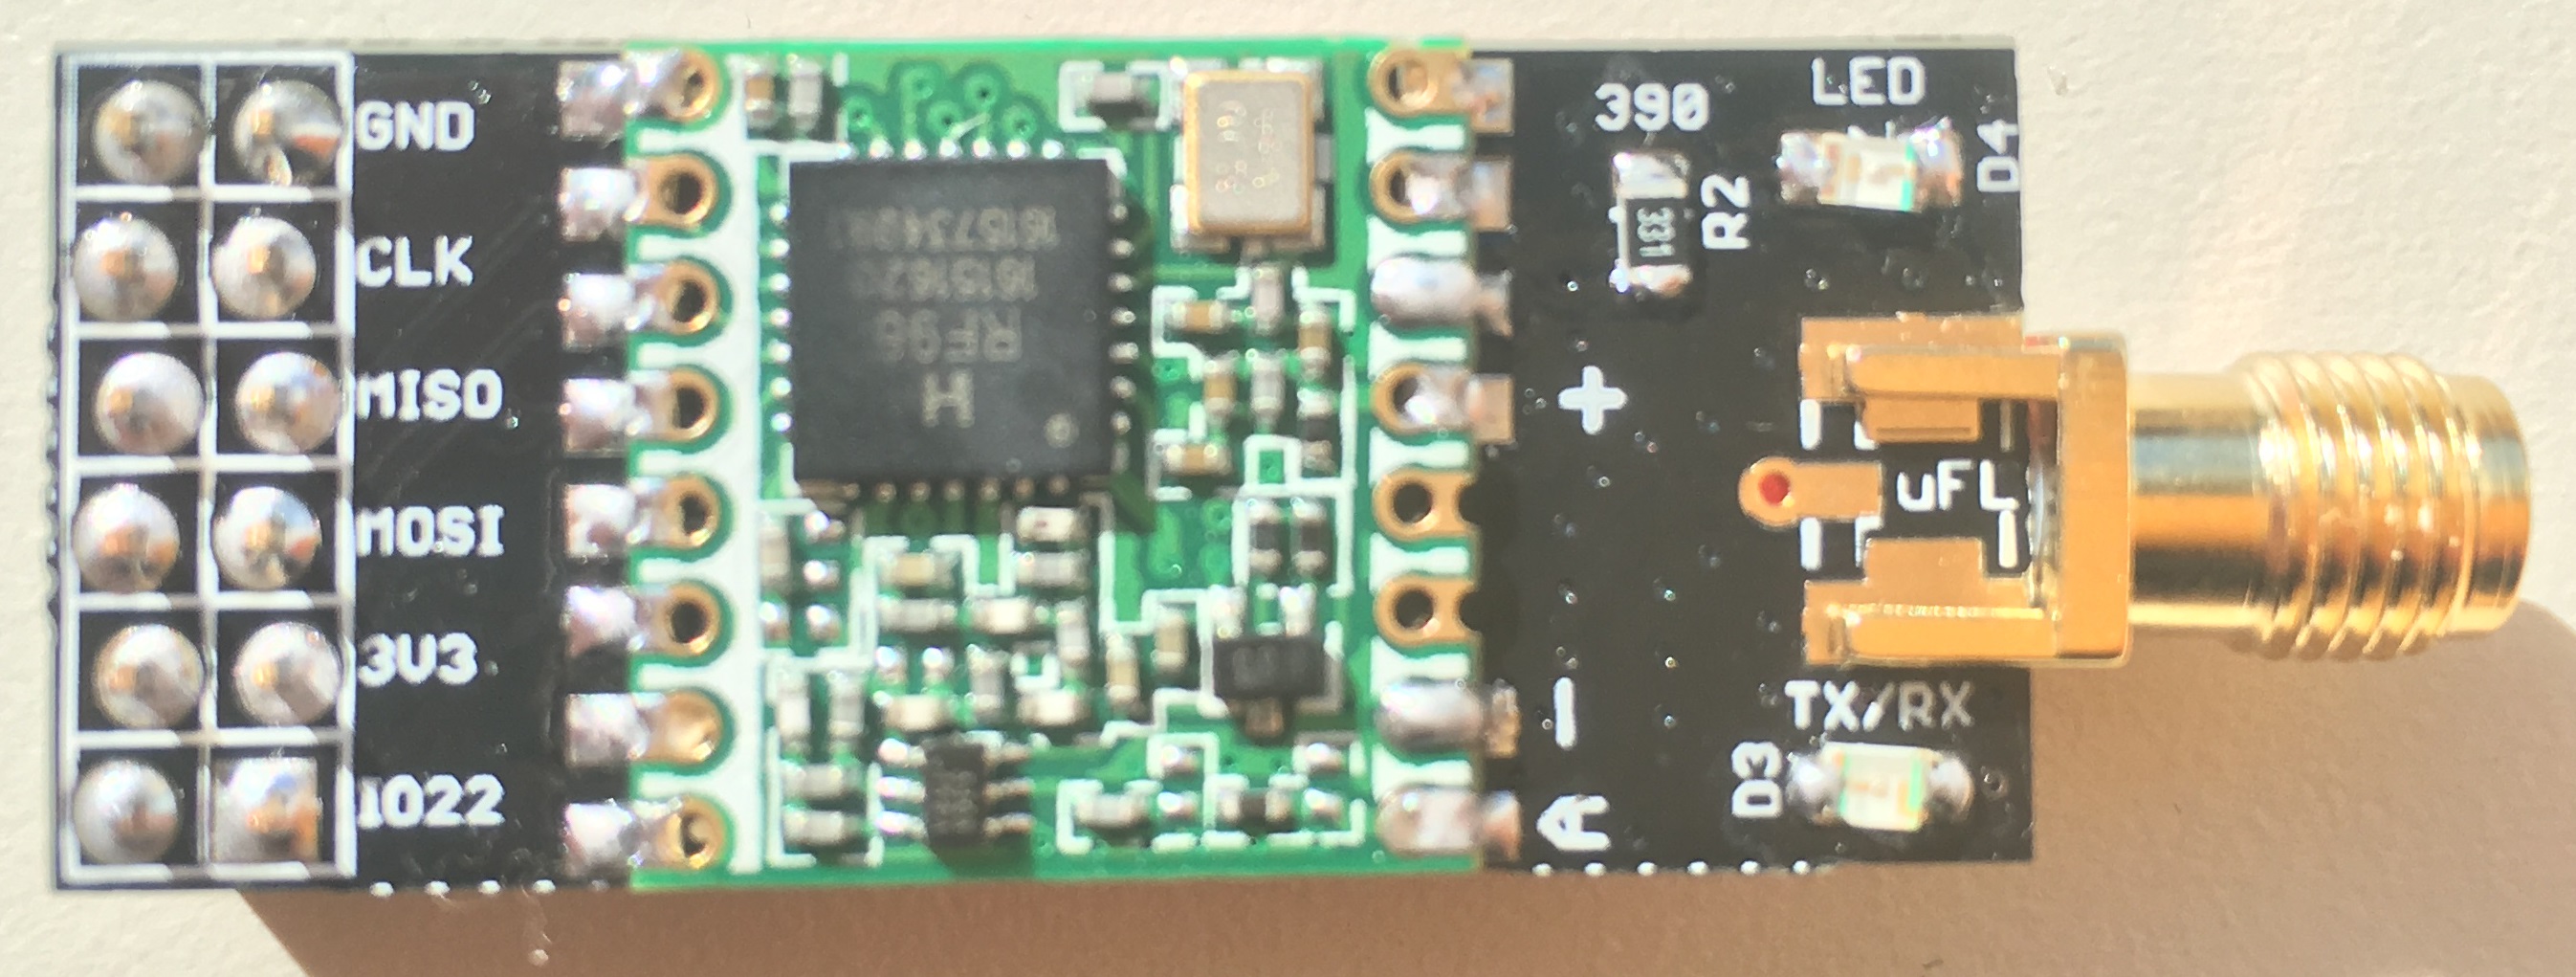 GND
CLK
MISO
MOSI
3V3
IO22
H
RF96
390
331
R2
LED
D4
+
uFL
-
TX/RX
D3
A